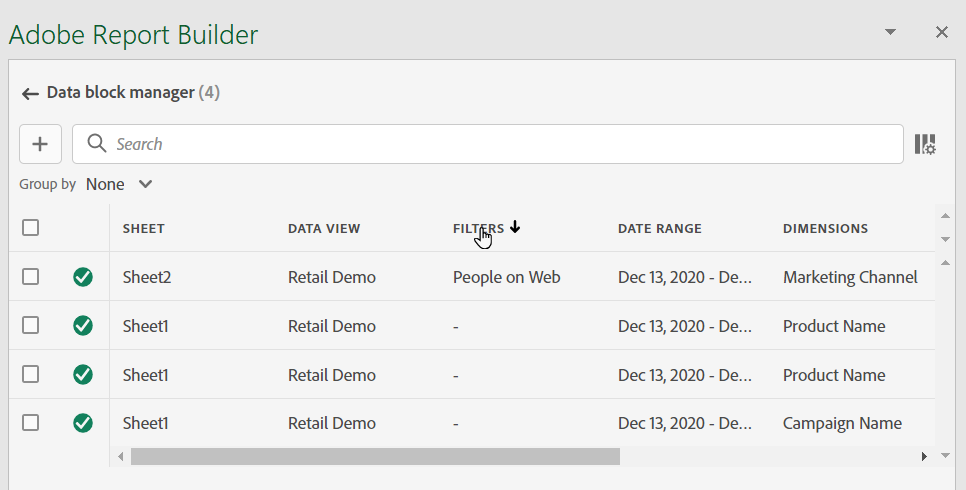 Adobe Report Builder
Data block manager (4)
Search
Group by None
SHEET DATA VIEW FILTERS DATE RANGE DIMENSIONS
Sheet2 Retail Demo People on Web Dec 13, 2020 - De... Marketing Channel
Sheet1 Retail Demo - Dec 13, 2020 - De... Product Name
Sheet1 Retail Demo - Dec 13, 2020 - De... Product Name
Sheet1 Retail Demo - Dec 13, 2020 - De... Campaign Name